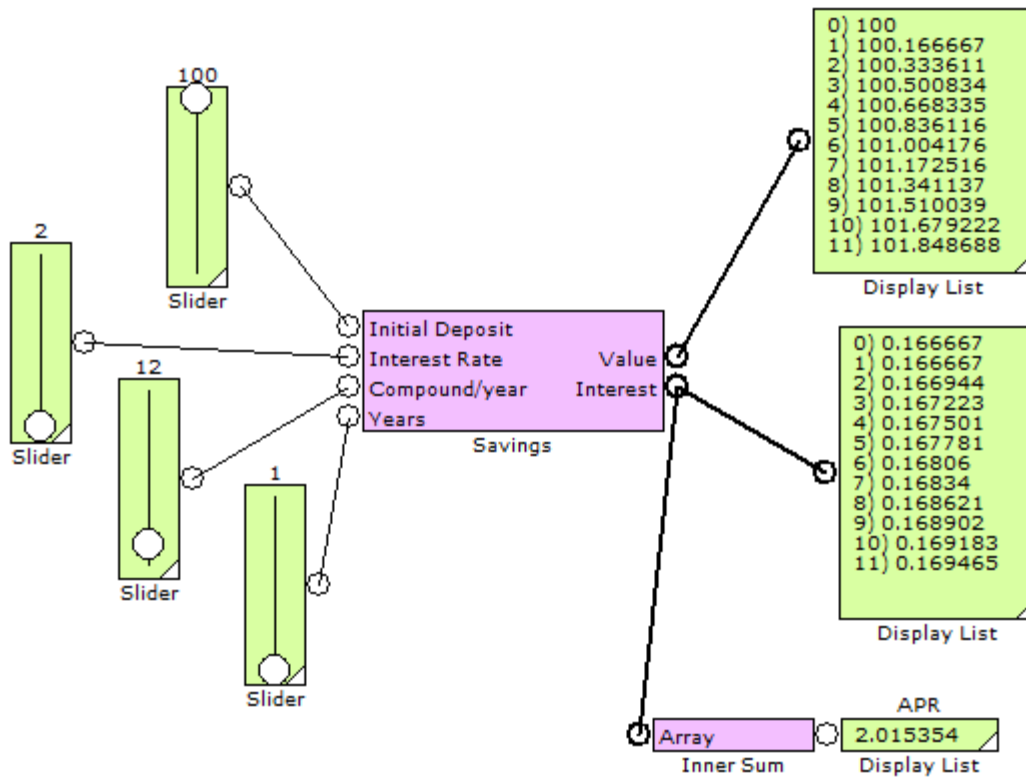 100
Slider
2
Slider
12
Slider
1
Slider
Initial Deposit
Interest Rate
Compound/year
Years
Value
Interest
Savings
0) 100
1) 100.166667
2) 100.333611
3) 100.500834
4) 100.668335
5) 100.836116
6) 101.004176
7) 101.172516
8) 101.341137
9) 101.510039
10) 101.679222
11) 101.848688
Display List
0) 0.166667
1) 0.166667
2) 0.166944
3) 0.167223
4) 0.167501
5) 0.167781
6) 0.16806
7) 0.16834
8) 0.168621
9) 0.168902
10) 0.169183
11) 0.169465
Display List
Array
Inner Sum
APR
2.015354
Display List